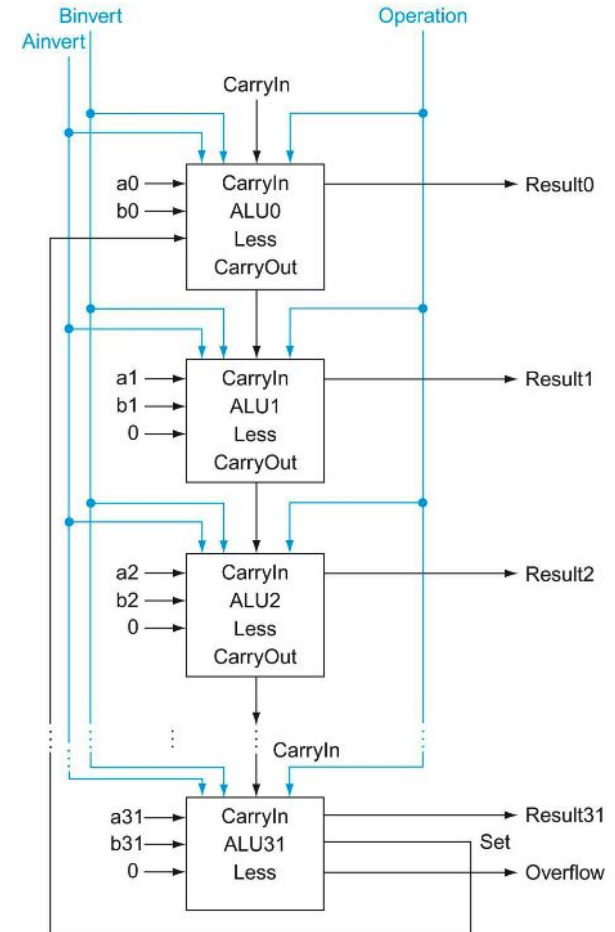 Binvert
Operation
Ainvert
CarryIn
a0
CarryIn
Result0
b0
ALU0
Less
CarryOut
a1
CarryIn
Result1
b1
ALU1
0
Less
CarryOut
a2
CarryIn
Result2
b2
ALU2
0
Less
CarryOut
CarryIn
a31
CarryIn
Result31
b31
ALU31
Set
0
Less
Overflow